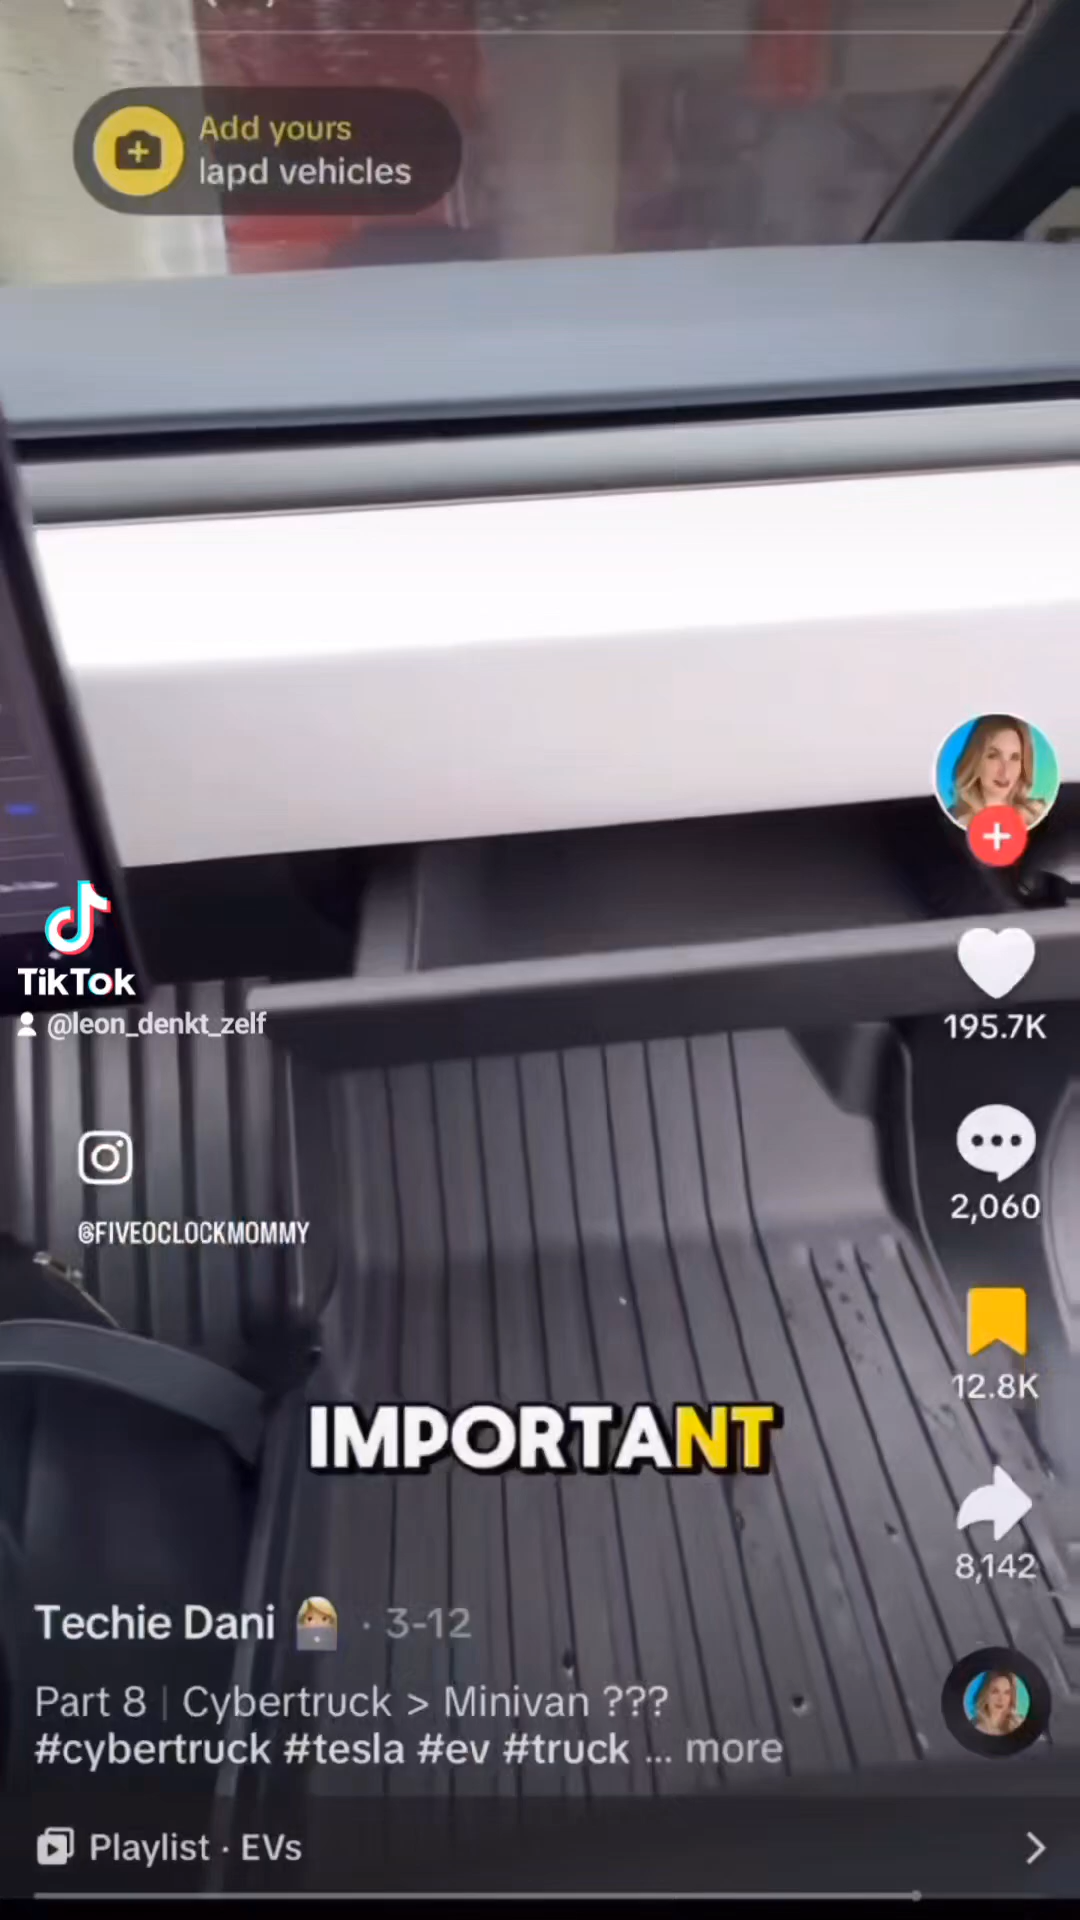 Add yours
lapd vehicles
TikTok
@leon_denkt_zelf
195.7K
2,060
@FIVEOCLOCKMOMMY
12.8K
IMPORTANT
8,142
Techie Dani · 3-12
Part 8 | Cybertruck > Minivan ???
#cybertruck #tesla #ev #truck ... more
Playlist · EVs